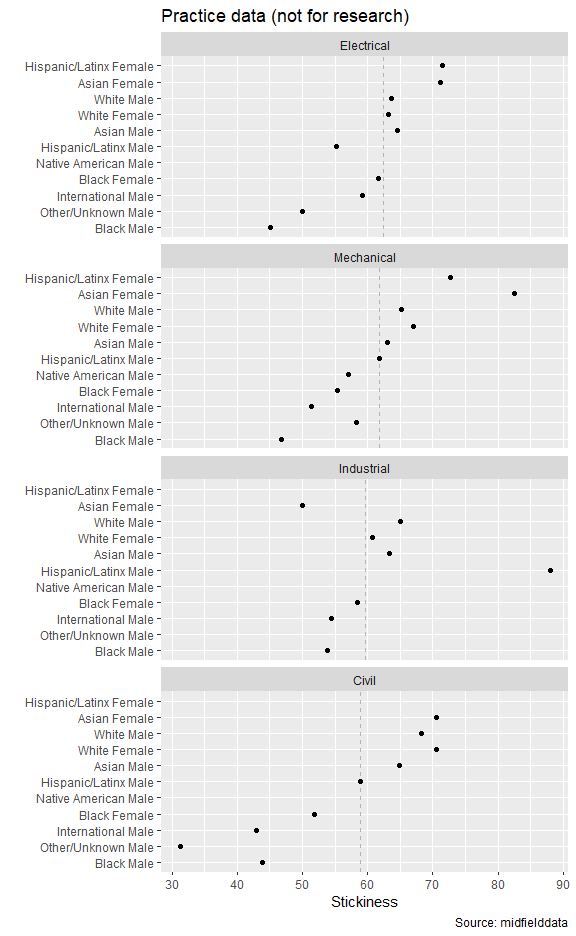 Practice data (not for research)
Electrical
Hispanic/Latinx Female
Asian Female
White Male
White Female
Asian Male
Hispanic/Latinx Male
Native American Male
Black Female
International Male
Other/Unknown Male
Black Male
Mechanical
Hispanic/Latinx Female
Asian Female
White Male
White Female
Asian Male
Hispanic/Latinx Male
Native American Male
Black Female
International Male
Other/Unknown Male
Black Male
Industrial
Hispanic/Latinx Female
Asian Female
White Male
White Female
Asian Male
Hispanic/Latinx Male
Native American Male
Black Female
International Male
Other/Unknown Male
Black Male
Civil
Hispanic/Latinx Female
Asian Female
White Male
White Female
Asian Male
Hispanic/Latinx Male
Native American Male
Black Female
International Male
Other/Unknown Male
Black Male
30 40 50 60 70 80 90
Stickiness
Source: midfielddata